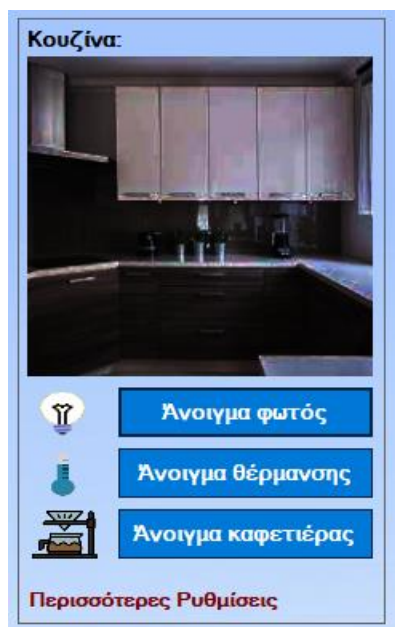 Κουζίνα:
Άνοιγμα φωτός
Άνοιγμα θέρμανσης
Άνοιγμα καφετιέρας
Περισσότερες Ρυθμίσεις